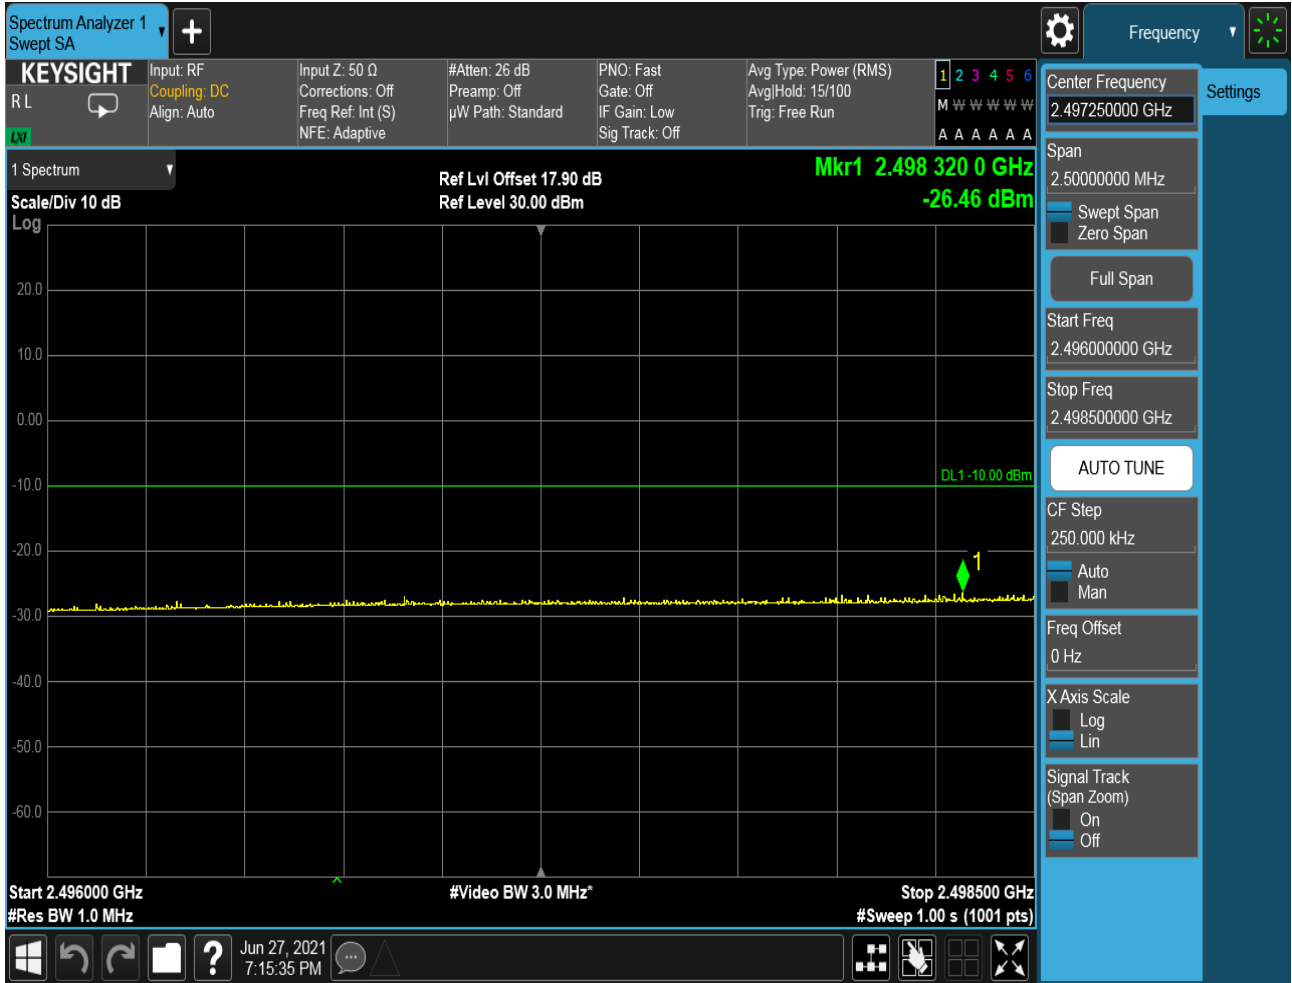 Spectrum Analyzer 1
Swept SA
Frequency
KEYSIGHT
R L
LXI
Input: RF
Coupling: DC
Align: Auto
Input Z: 50 Ω
Corrections: Off
Freq Ref: Int (S)
NFE: Adaptive
#Atten: 26 dB
Preamp: Off
µW Path: Standard
PNO: Fast
Gate: Off
IF Gain: Low
Sig Track: Off
Avg Type: Power (RMS)
Avg|Hold: 15/100
Trig: Free Run
1 2 3 4 5 6
M W W W W W
A A A A A A
1 Spectrum
Scale/Div 10 dB
Log
Ref Lvl Offset 17.90 dB
Ref Level 30.00 dBm
Mkr1 2.498 320 0 GHz
-26.46 dBm
20.0
10.0
0.00
-10.0
-20.0
-30.0
-40.0
-50.0
-60.0
DL1 -10.00 dBm
1
Start 2.496000 GHz
#Res BW 1.0 MHz
#Video BW 3.0 MHz*
Stop 2.498500 GHz
#Sweep 1.00 s (1001 pts)
Center Frequency
2.497250000 GHz
Span
2.50000000 MHz
Swept Span
Zero Span
Full Span
Start Freq
2.496000000 GHz
Stop Freq
2.498500000 GHz
AUTO TUNE
CF Step
250.000 kHz
Auto
Man
Freq Offset
0 Hz
X Axis Scale
Log
Lin
Signal Track
(Span Zoom)
On
Off
Settings
?
Jun 27, 2021
7:15:35 PM